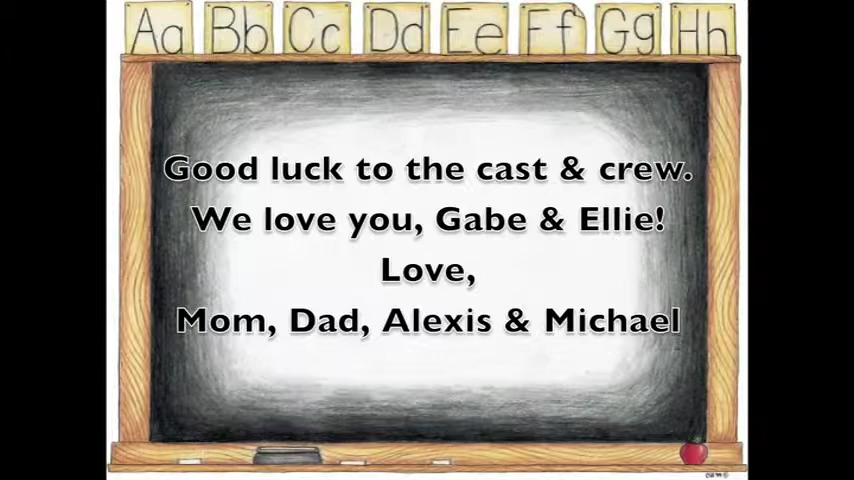 Aa Bb Cc Dd Ee Ff Gg Hh
Good luck to the cast & crew.
We love you, Gabe & Ellie!
Love,
Mom, Dad, Alexis & Michael